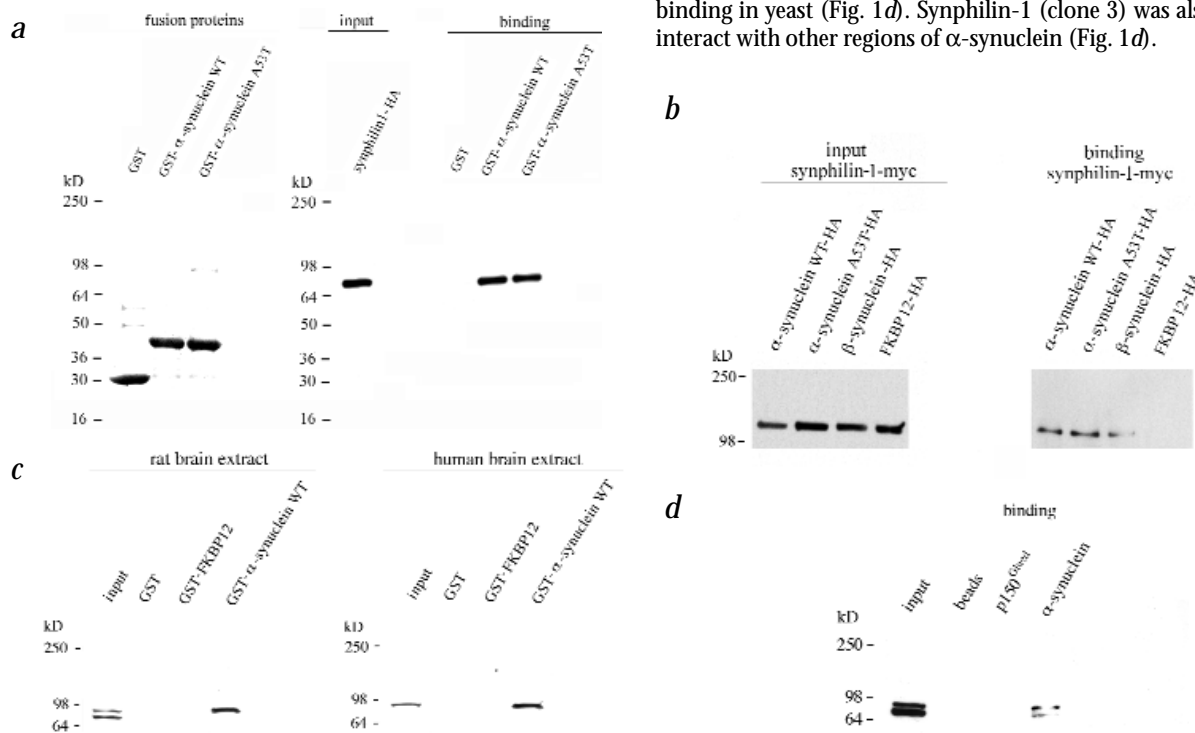 binding in yeast (Fig. 1d). Synphilin-1 (clone 3) was als
interact with other regions of α-synuclein (Fig. 1d).
a
fusion proteins
input
binding
GST
GST-α-synuclein WT
GST-α-synuclein A53T
synphilin1-HA
GST
GST-α-synuclein WT
GST-α-synuclein A53T
kD
250 –
98 –
64 –
50 –
36 –
30 –
16 –
kD
250 –
98 –
64 –
50 –
36 –
30 –
16 –
b
input
synphilin-1-myc
binding
synphilin-1-myc
α-synuclein WT-HA
α-synuclein A53T-HA
β-synuclein-HA
FKBP12-HA
α-synuclein WT-HA
α-synuclein A53T-HA
β-synuclein-HA
FKBP12-HA
kD
250 –
98 –
c
rat brain extract
human brain extract
input
GST
GST-FKBP12
GST-α-synuclein WT
input
GST
GST-FKBP12
GST-α-synuclein WT
kD
250 –
98 –
64 –
kD
250 –
98 –
64 –
d
binding
input
beads
p150Glued
α-synuclein
kD
250 –
98 –
64 –